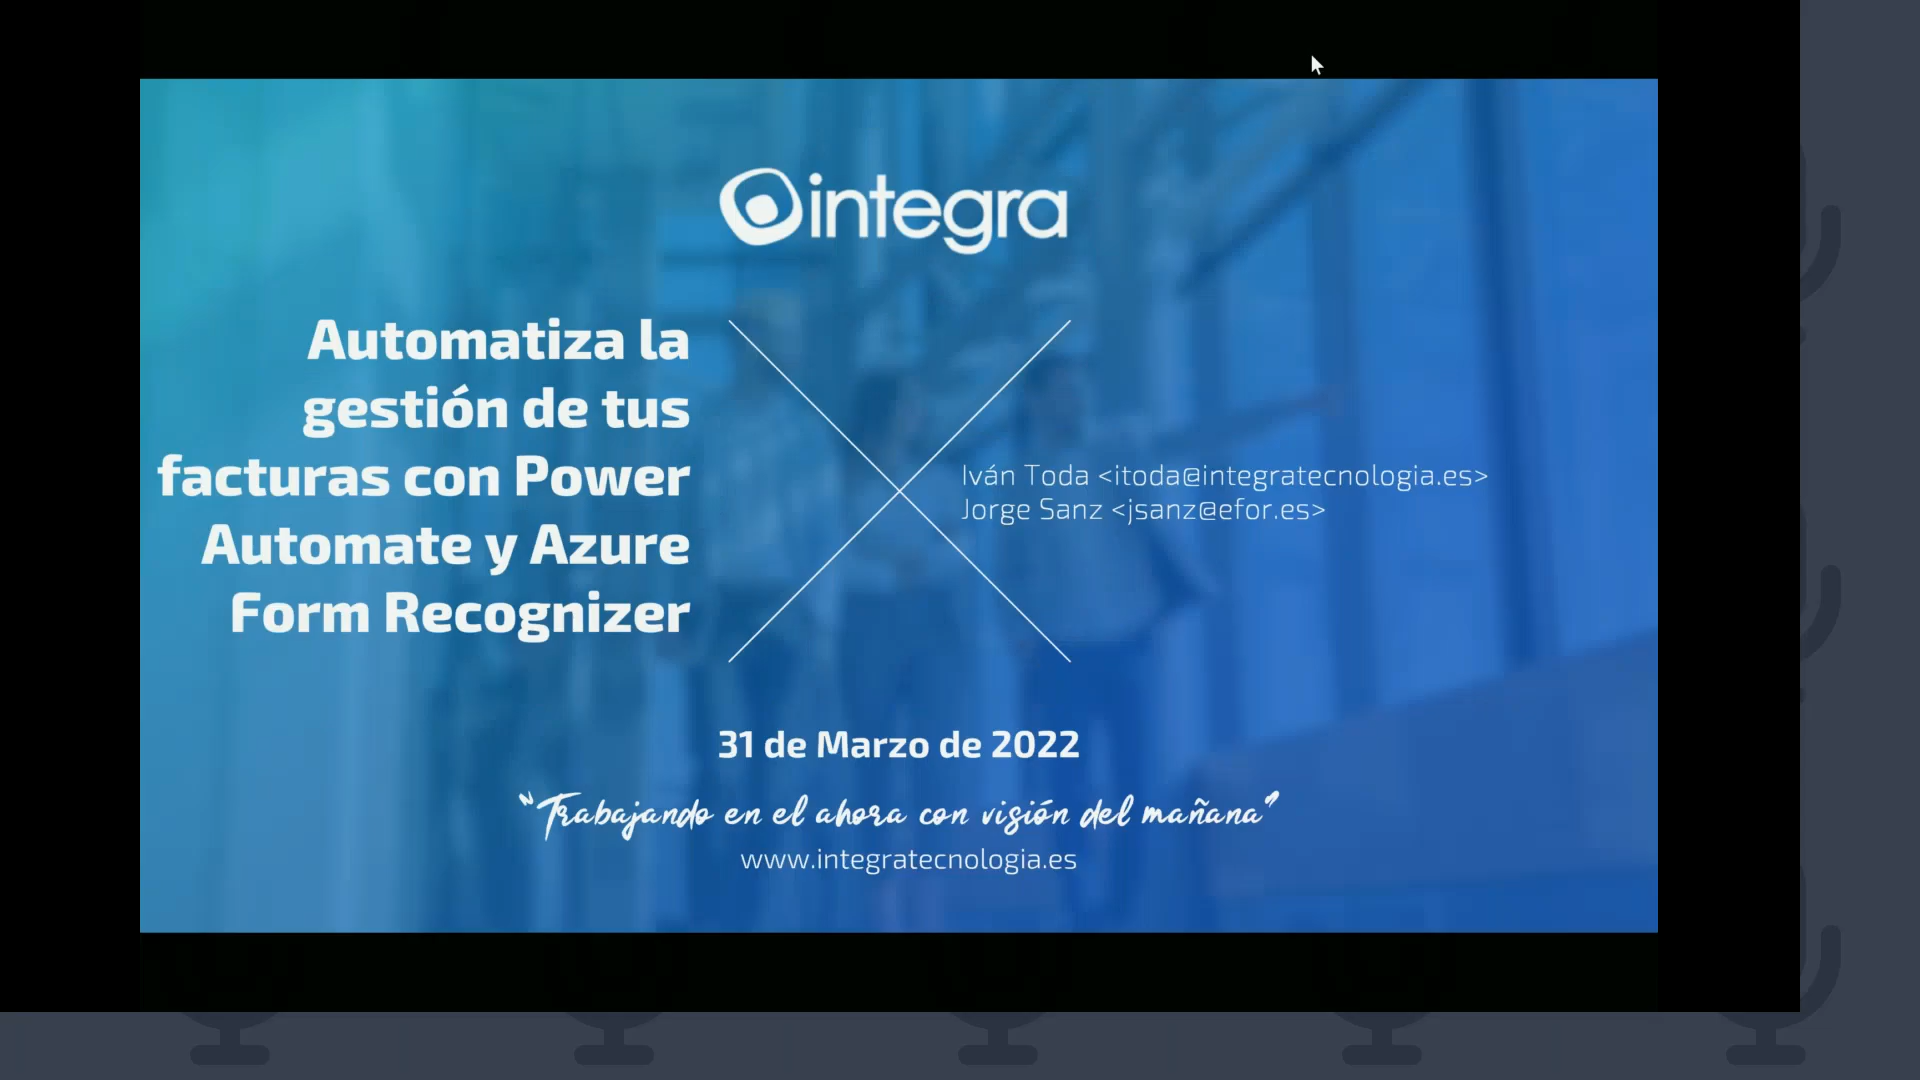 integra
Automatiza la
gestión de tus
facturas con Power
Automate y Azure
Form Recognizer
Iván Toda <itoda@integratecnologia.es>
Jorge Sanz <jsanz@efor.es>
31 de Marzo de 2022
"Trabajando en el ahora con visión del mañana"
www.integratecnologia.es